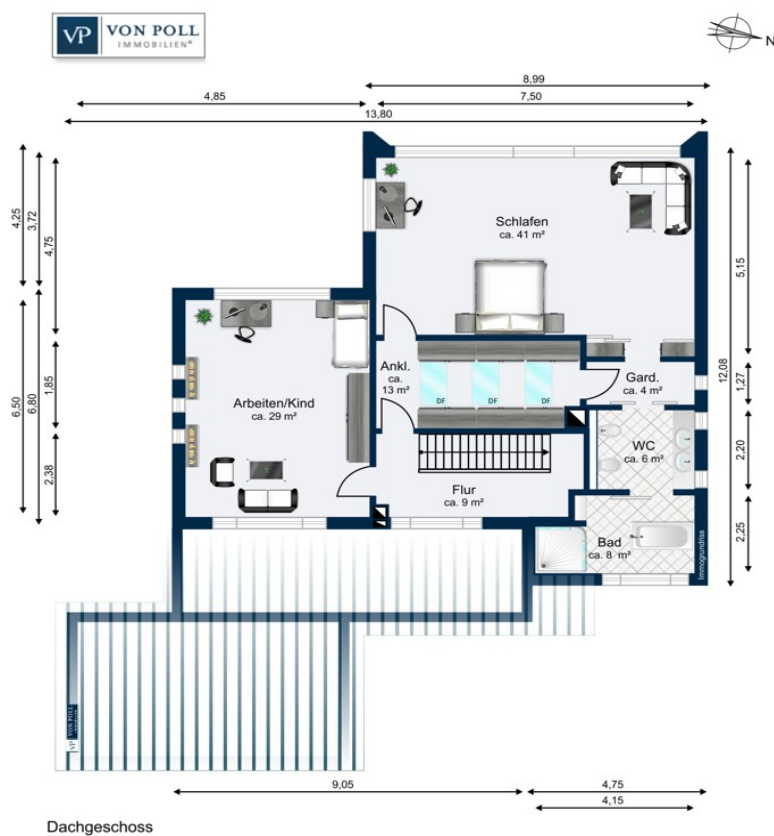 VP VON POLL
IMMOBILIEN®
N
8,99
4,85
7,50
13,80
4,25
3,72
4,75
Schlafen
ca. 41 m²
5,15
12,08
6,50
6,80
1,85
2,38
Arbeiten/Kind
ca. 29 m²
Ankl.
ca.
13 m²
DF
DF
DF
Gard.
ca. 4 m²
1,27
WC
ca. 6 m²
2,20
Flur
ca. 9 m²
Bad
ca. 8 m²
2,25
Immogrundriss
VP VON POLL
IMMOBILIEN
9,05
4,75
4,15
Dachgeschoss